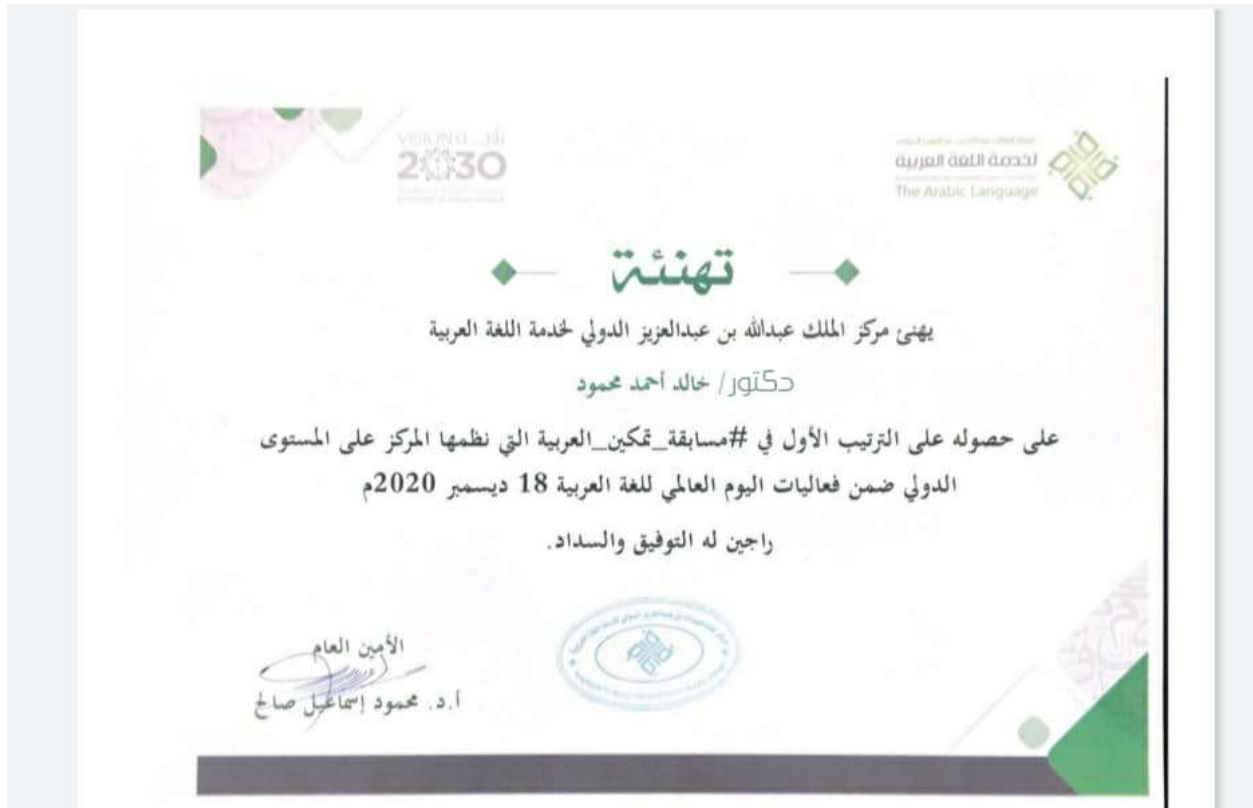 VISION رؤيــة
2030
لخدمة اللغة العربية
The Arabic Language
تهنئة
يهنئ مركز الملك عبدالله بن عبدالعزيز الدولي لخدمة اللغة العربية
دكتور/ خالد أحمد محمود
على حصوله على الترتيب الأول في #مسابقة_تمكين_العربية التي نظمها المركز على المستوى
الدولي ضمن فعاليات اليوم العالمي للغة العربية 18 ديسمبر 2020م
راجين له التوفيق والسداد.
الأمين العام
أ.د. محمود إسماعيل صالح